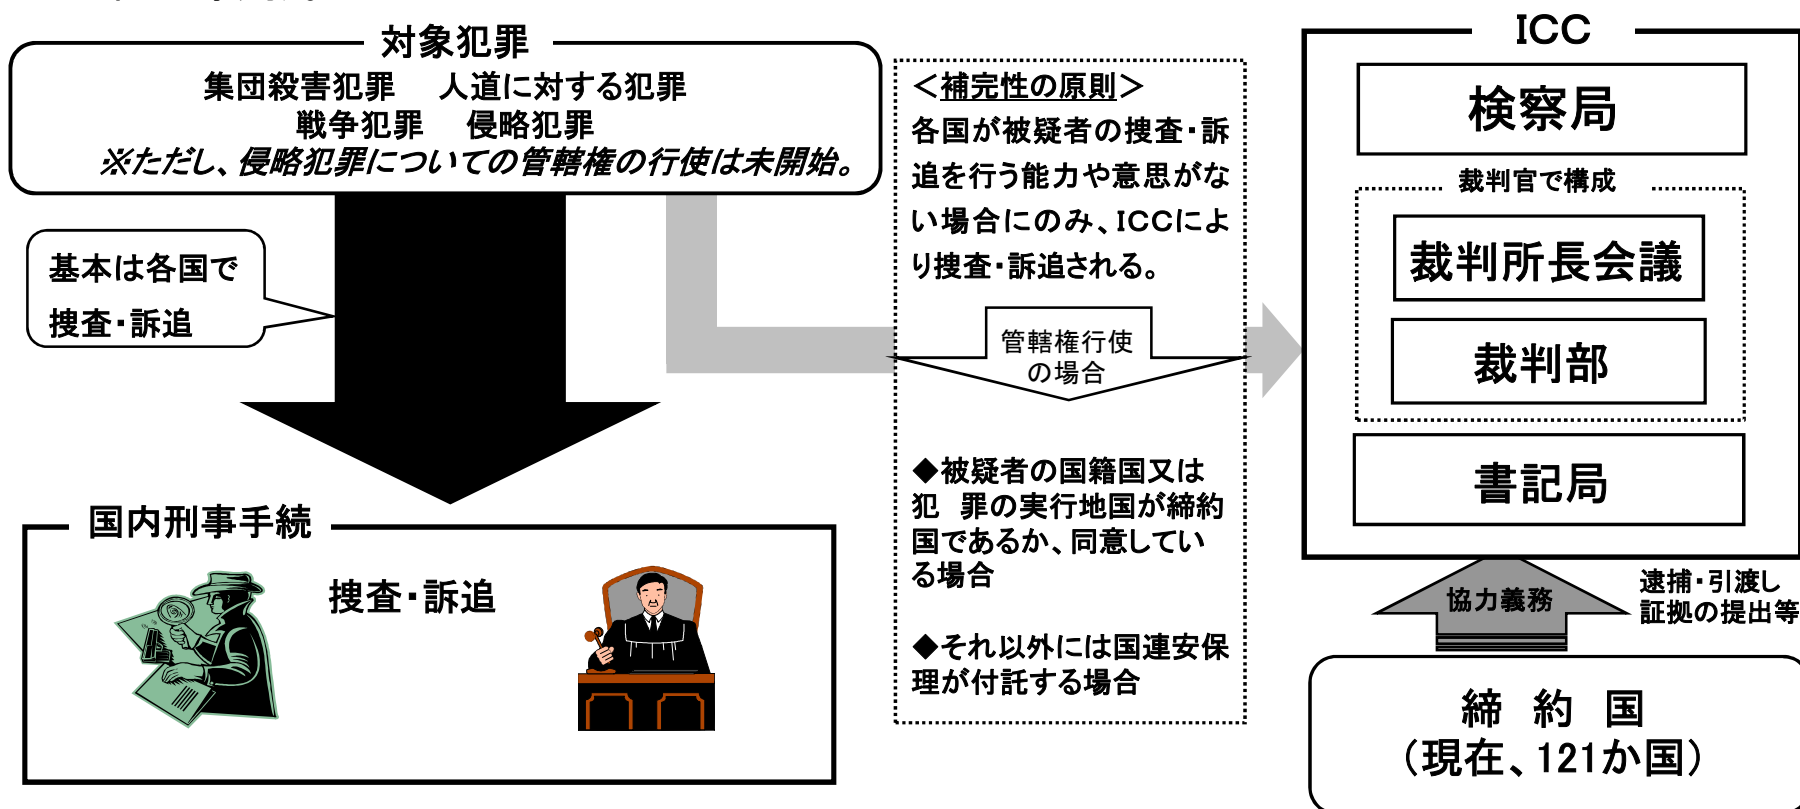 対象犯罪
集団殺害犯罪　人道に対する犯罪
戦争犯罪　侵略犯罪
※ただし、侵略犯罪についての管轄権の行使は未開始。
基本は各国で
捜査・訴追
国内刑事手続
捜査・訴追
＜補完性の原則＞
各国が被疑者の捜査・訴
追を行う能力や意思がな
い場合にのみ、ICCによ
り捜査・訴追される。
管轄権行使
の場合
◆被疑者の国籍国又は
犯　罪の実行地国が締約
国であるか、同意してい
る場合
◆それ以外には国連安保
理が付託する場合
ICC
検察局
裁判官で構成
裁判所長会議
裁判部
書記局
協力義務
逮捕・引渡し
証拠の提出等
締　約　国
（現在、121か国）